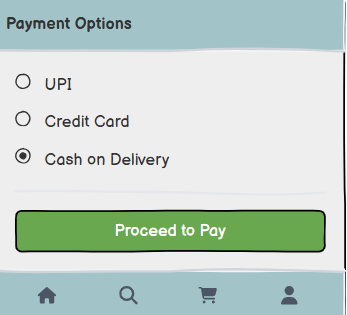 Payment Options
UPI
Credit Card
Cash on Delivery
Proceed to Pay